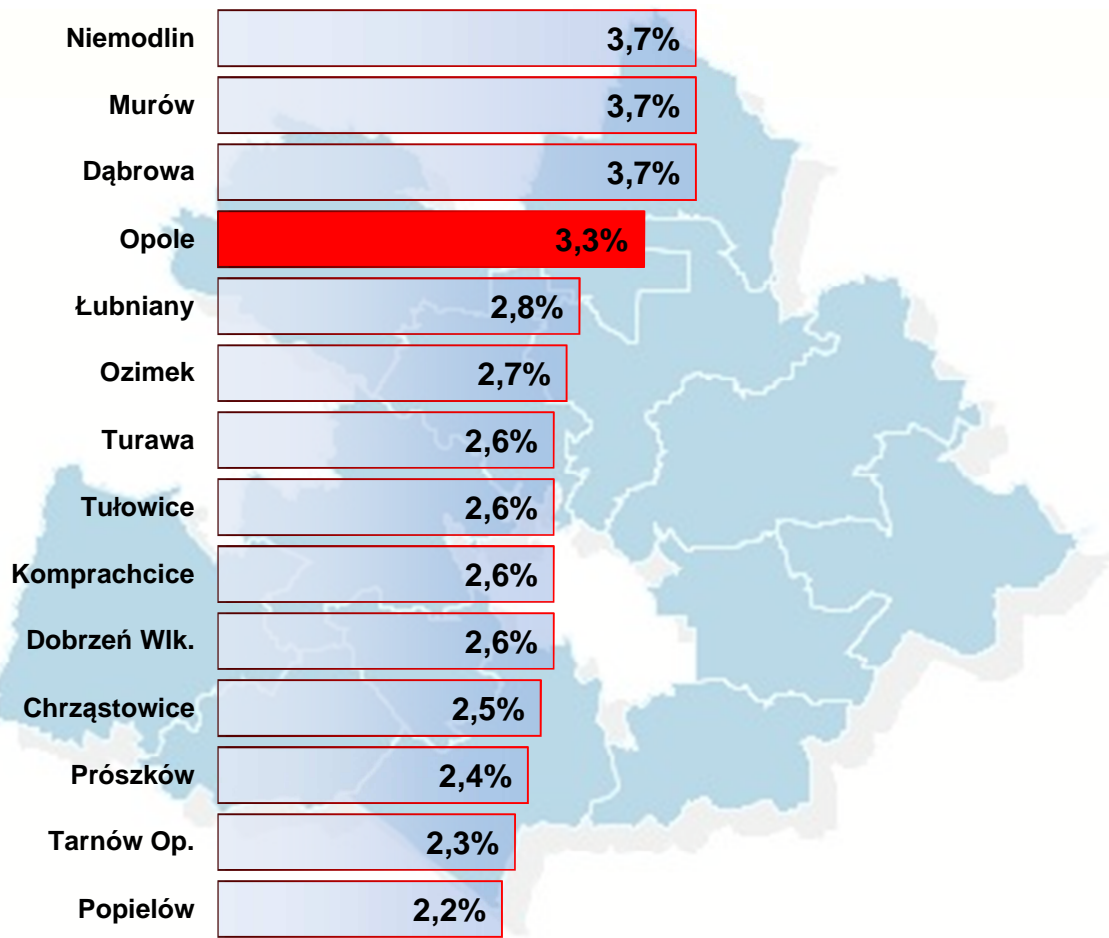 Niemodlin 3,7%
Murów 3,7%
Dąbrowa 3,7%
Opole 3,3%
Łubniany 2,8%
Ozimek 2,7%
Turawa 2,6%
Tułowice 2,6%
Komprachcice 2,6%
Dobrzeń Wlk. 2,6%
Chrząstowice 2,5%
Prószków 2,4%
Tarnów Op. 2,3%
Popielów 2,2%